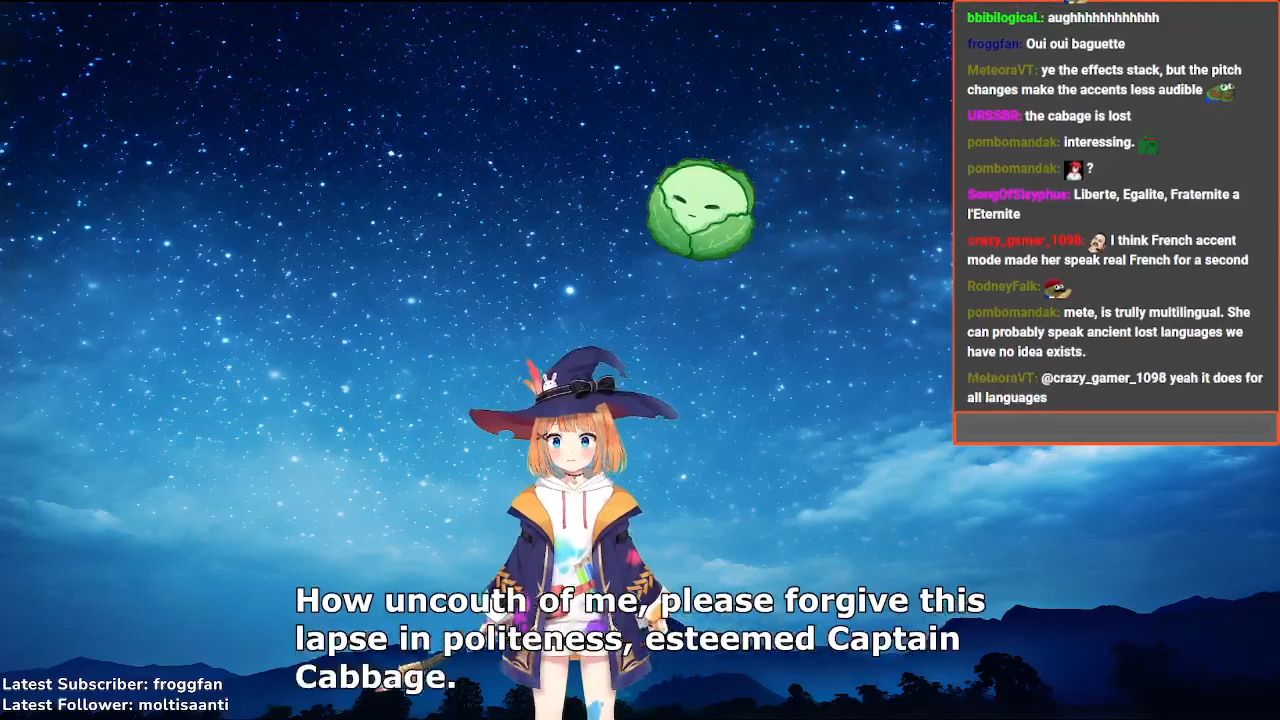 bbibilogicaL: aughhhhhhhhhhhh
froggfan: Oui oui baguette
MeteoraVT: ye the effects stack, but the pitch
changes make the accents less audible
URSSBR: the cabage is lost
pombomandak: interessing.
pombomandak: ?
SongOfSisyphus: Liberte, Egalite, Fraternite a
l'Eternite
crazy_gamer_1098: I think French accent
mode made her speak real French for a second
RodneyFalk:
pombomandak: mete, is trully multilingual. She
can probably speak ancient lost languages we
have no idea exists.
MeteoraVT: @crazy_gamer_1098 yeah it does for
all languages
How uncouth of me, please forgive this
lapse in politeness, esteemed Captain
Cabbage.
Latest Subscriber: froggfan
Latest Follower: moltisaanti